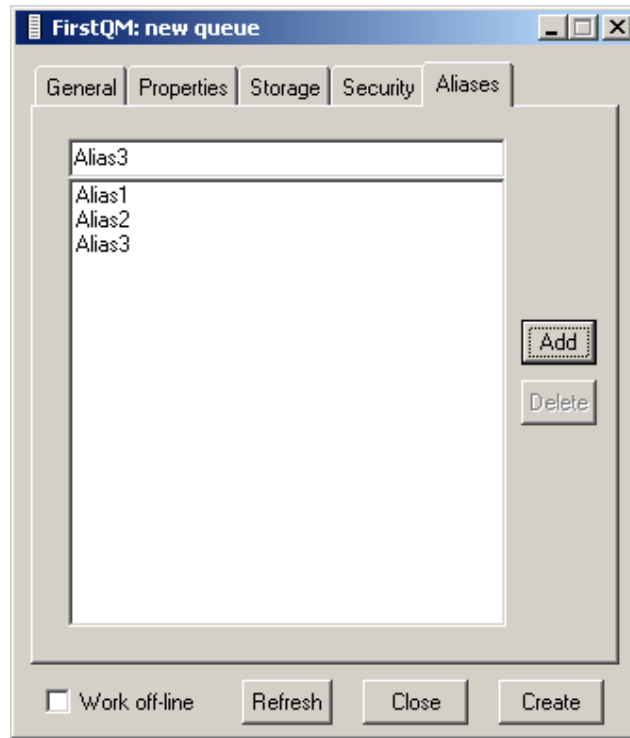 FirstQM: new queue
General Properties Storage Security Aliases
Alias3
Alias1
Alias2
Alias3
Add
Delete
Work off-line Refresh Close Create